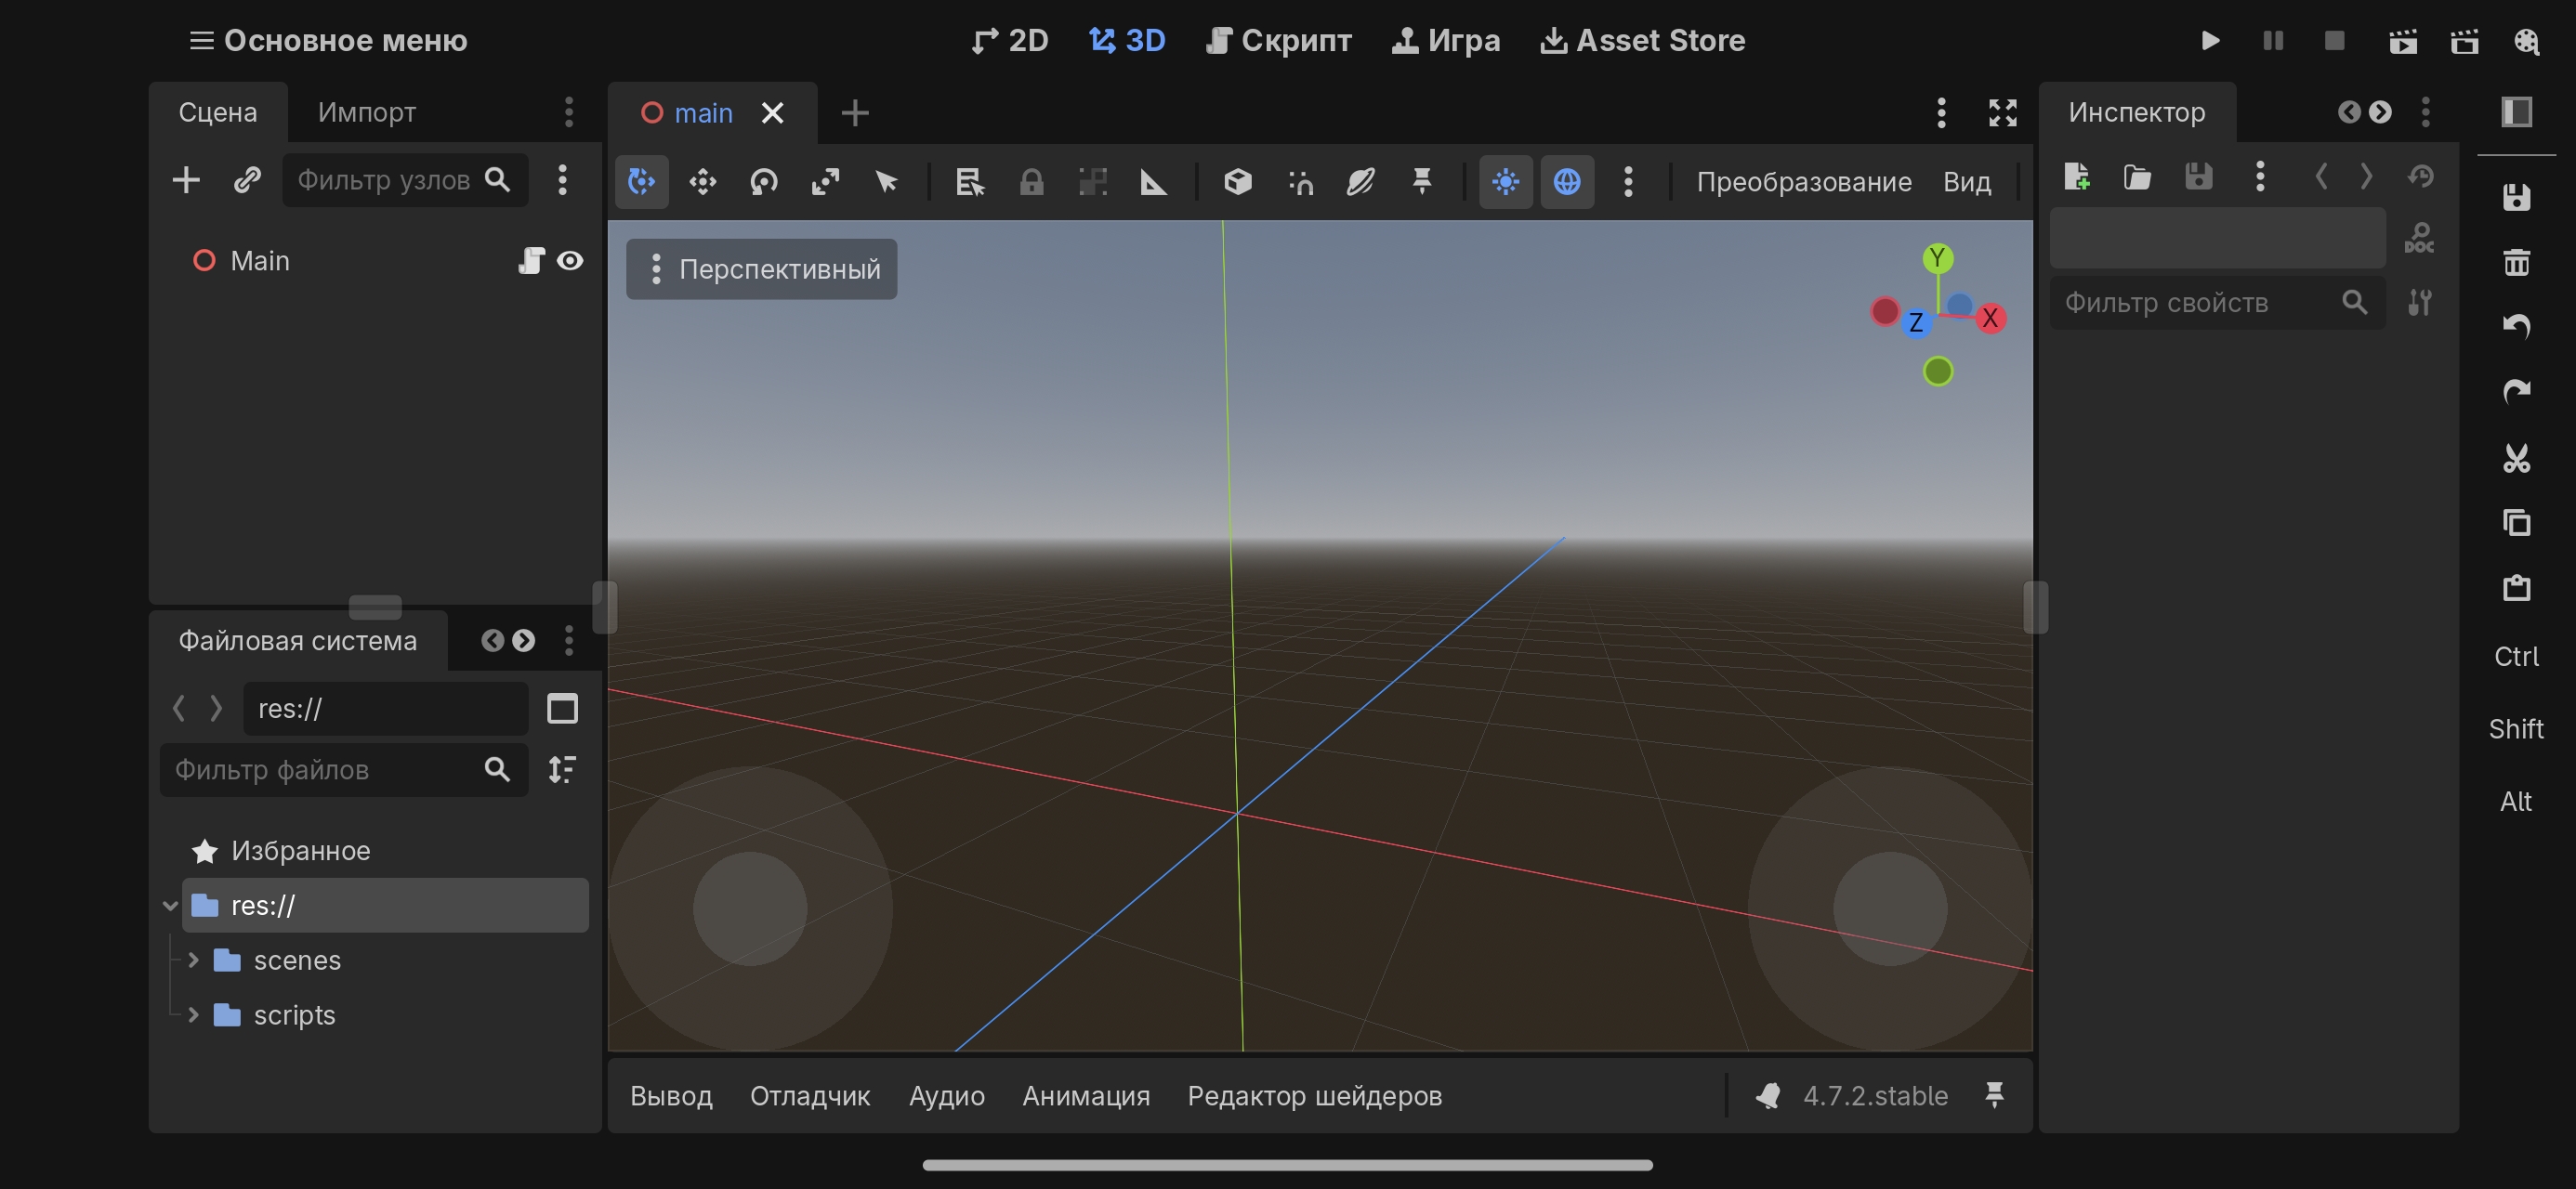 Основное меню
2D
3D
Скрипт
Игра
Asset Store
Сцена
Импорт
Фильтр узлов
Main
Файловая система
res://
Фильтр файлов
Избранное
res://
scenes
scripts
main
Преобразование
Вид
Перспективный
Y
Z
X
Вывод
Отладчик
Аудио
Анимация
Редактор шейдеров
4.7.2.stable
Инспектор
DOC
Фильтр свойств
Ctrl
Shift
Alt